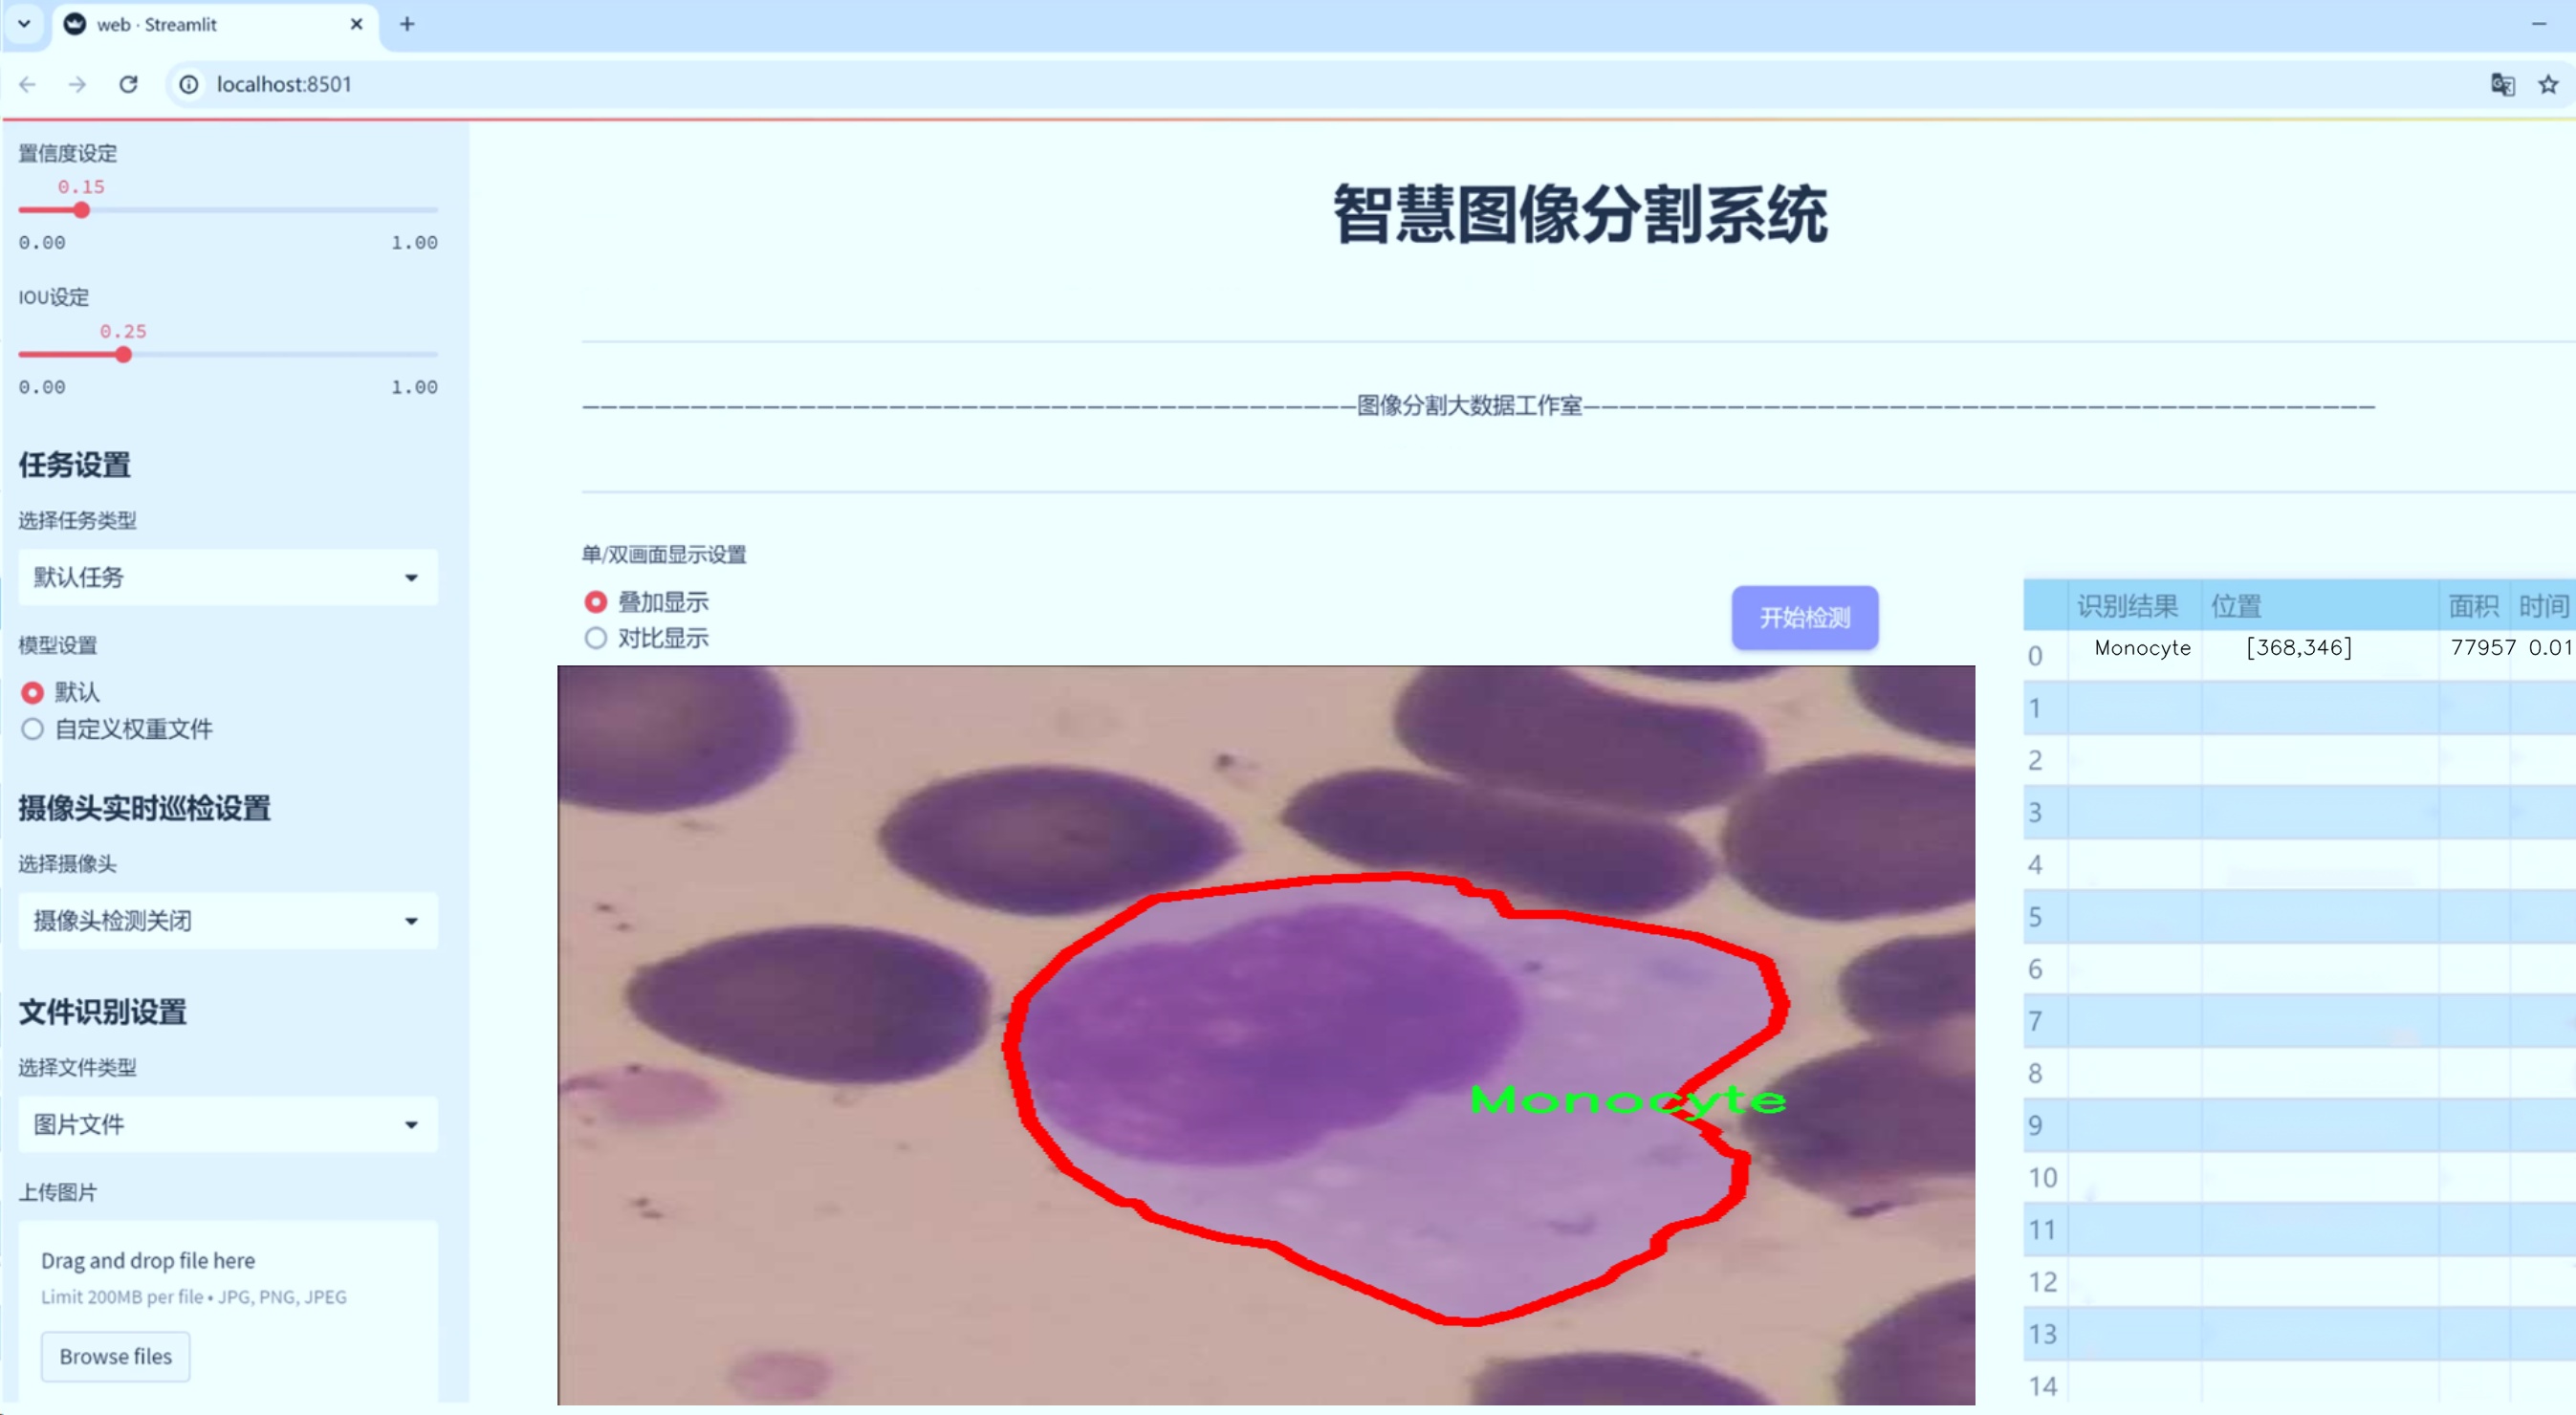 web · Streamlit
localhost:8501
置信度设定
0.15
0.00 1.00
IOU设定
0.25
0.00 1.00
任务设置
选择任务类型
默认任务
模型设置
默认
自定义权重文件
摄像头实时巡检设置
选择摄像头
摄像头检测关闭
文件识别设置
选择文件类型
图片文件
上传图片
Drag and drop file here
Limit 200MB per file • JPG, PNG, JPEG
Browse files
智慧图像分割系统
图像分割大数据工作室
单/双画面显示设置
叠加显示
对比显示
开始检测
Monocyte
识别结果 位置 面积 时间
0 Monocyte [368,346] 77957 0.01
1
2
3
4
5
6
7
8
9
10
11
12
13
14